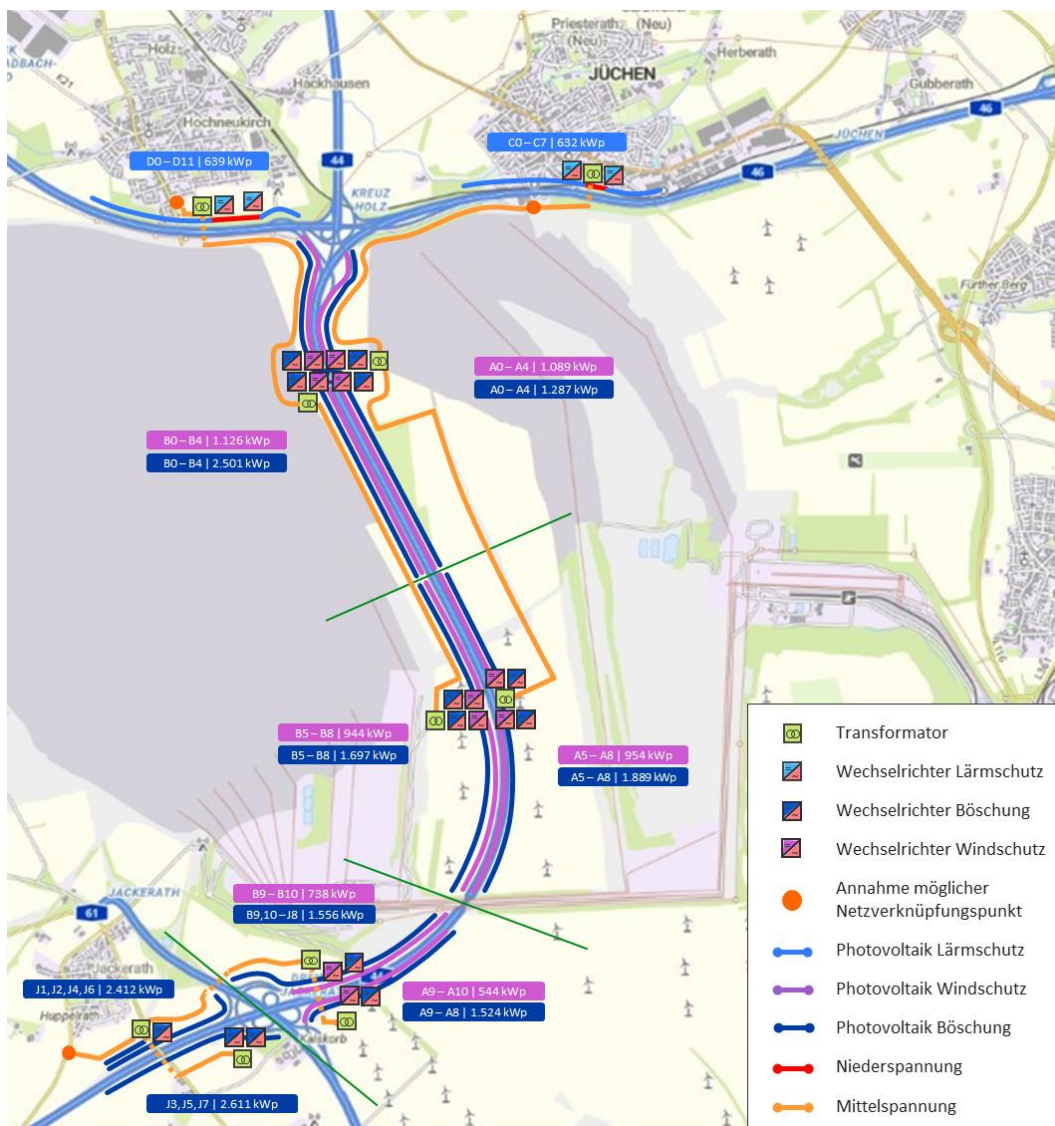 Priesterath
(Neu)
(Neu)
Holz
Herberath
JÜCHEN
K21
Hackhausen
Gubberath
Hochneukirch
46
JÜCHEN
C0 – C7 | 632 kWp
D0 – D11 | 639 kWp
44
46
KREUZ
HOLZ
Further Berg
A0 – A4 | 1.089 kWp
A0 – A4 | 1.287 kWp
B0 – B4 | 1.126 kWp
B0 – B4 | 2.501 kWp
L116
L361
B5 – B8 | 944 kWp
B5 – B8 | 1.697 kWp
A5 – A8 | 954 kWp
A5 – A8 | 1.889 kWp
JACKERATH
B9 – B10 | 738 kWp
B9,10 – J8 | 1.556 kWp
61
Jackerath
J1, J2, J4, J6 | 2.412 kWp
A9 – A10 | 544 kWp
A9 – A8 | 1.524 kWp
Huppelrath
Kalskorb
J3, J5, J7 | 2.611 kWp
Transformator
Wechselrichter Lärmschutz
Wechselrichter Böschung
Wechselrichter Windschutz
Annahme möglicher
Netzverknüpfungspunkt
Photovoltaik Lärmschutz
Photovoltaik Windschutz
Photovoltaik Böschung
Niederspannung
Mittelspannung